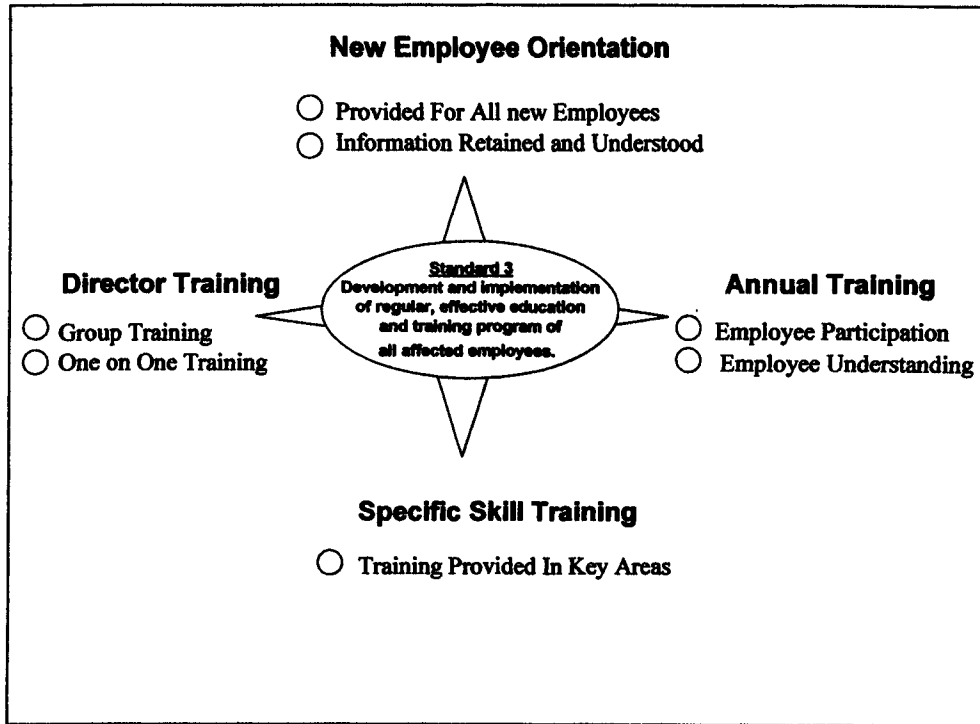 New Employee Orientation
Provided For All new Employees
Information Retained and Understood
Director Training
Group Training
One on One Training
Standard 3
Development and implementation
of regular, effective education
and training program of
all affected employees.
Annual Training
Employee Participation
Employee Understanding
Specific Skill Training
Training Provided In Key Areas